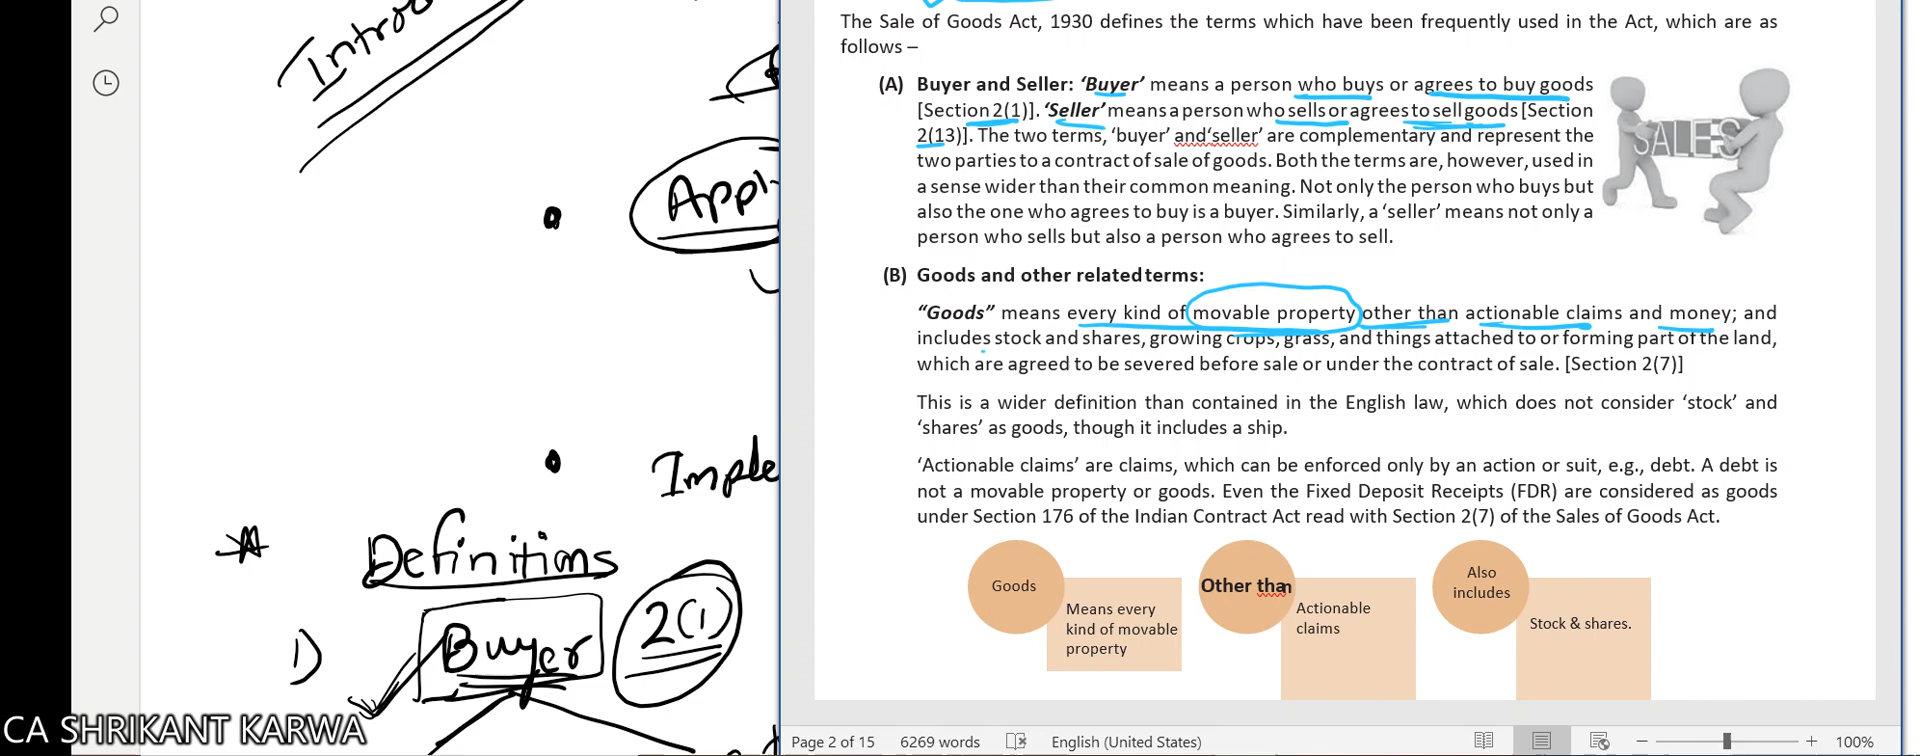 The Sale of Goods Act, 1930 defines the terms which have been frequently used in the Act, which are as
follows –
(A) Buyer and Seller: ‘Buyer’ means a person who buys or agrees to buy goods
[Section 2(1)]. ‘Seller’ means a person who sells or agrees to sell goods [Section
2(13)]. The two terms, ‘buyer’ and‘seller’ are complementary and represent the
two parties to a contract of sale of goods. Both the terms are, however, used in
a sense wider than their common meaning. Not only the person who buys but
also the one who agrees to buy is a buyer. Similarly, a ‘seller’ means not only a
person who sells but also a person who agrees to sell.
SALES
(B) Goods and other related terms:
“Goods” means every kind of movable property other than actionable claims and money; and
includes stock and shares, growing crops, grass, and things attached to or forming part of the land,
which are agreed to be severed before sale or under the contract of sale. [Section 2(7)]
This is a wider definition than contained in the English law, which does not consider ‘stock’ and
‘shares’ as goods, though it includes a ship.
‘Actionable claims’ are claims, which can be enforced only by an action or suit, e.g., debt. A debt is
not a movable property or goods. Even the Fixed Deposit Receipts (FDR) are considered as goods
under Section 176 of the Indian Contract Act read with Section 2(7) of the Sales of Goods Act.
Goods
Means every
kind of movable
property
Other than
Actionable
claims
Also
includes
Stock & shares.
Introd
Appl
Imple
Definitions
1) Buyer 2(1)
CA SHRIKANT KARWA
Page 2 of 15 6269 words English (United States) 100%